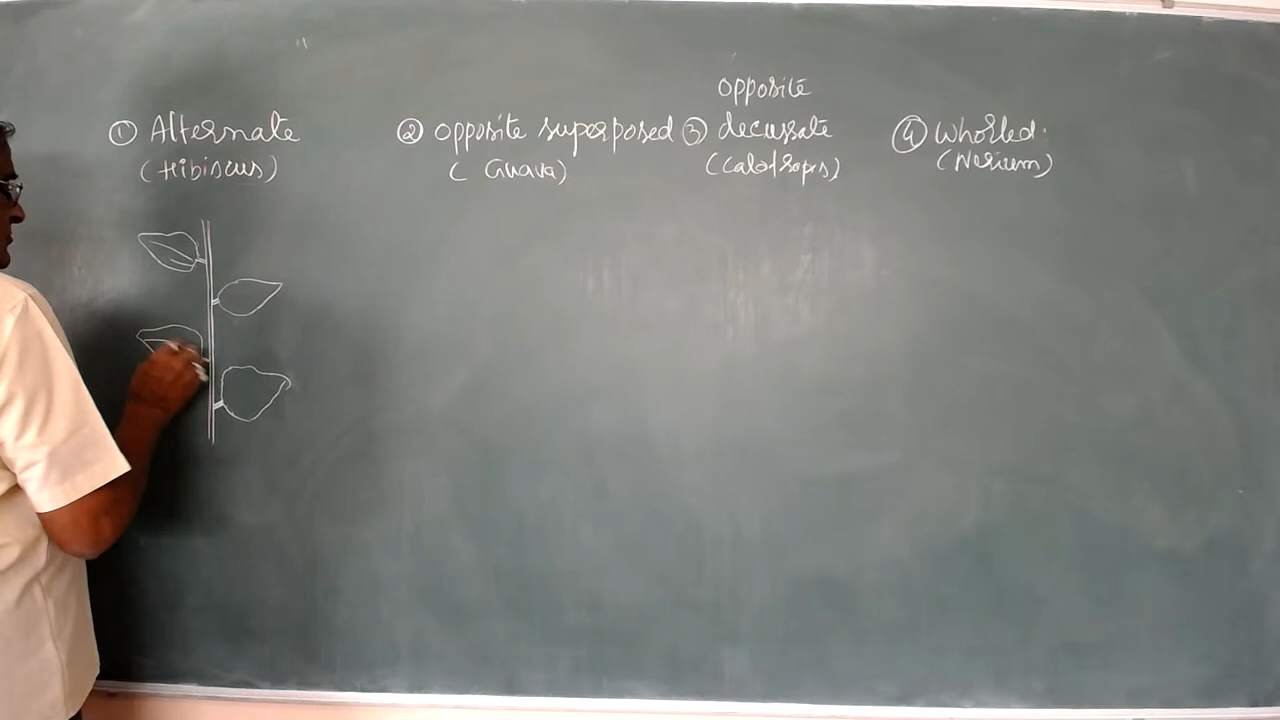 ① Alternate
(Hibiscus)
② opposite superposed
(Guava)
opposite
③ decussate
(Calotropis)
④ Whorled.
(Nerium)